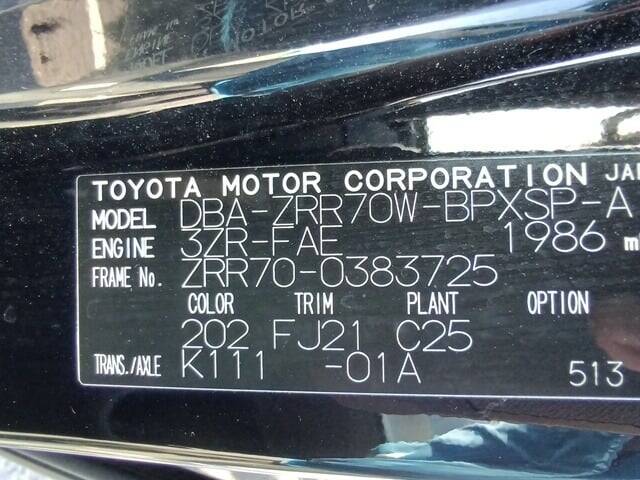 TOYOTA MOTOR CORPORATION JA
MODEL DBA-ZRR70W-BPXSP-A
ENGINE 3ZR-FAE 1986 m
FRAME No. ZRR70-0383725
COLOR TRIM PLANT OPTION
202 FJ21 C25
TRANS./AXLE K111 -01A 513